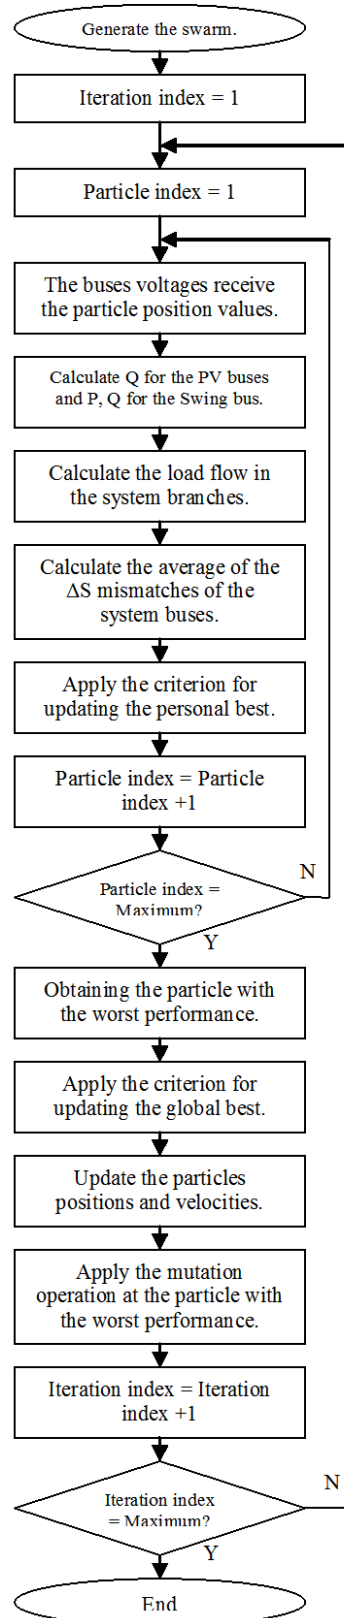 Generate the swarm.
Iteration index = 1
Particle index = 1
The buses voltages receive
the particle position values.
Calculate Q for the PV buses
and P, Q for the Swing bus.
Calculate the load flow in
the system branches.
Calculate the average of the
ΔS mismatches of the
system buses.
Apply the criterion for
updating the personal best.
Particle index = Particle
index +1
N
Particle index =
Maximum?
Y
Obtaining the particle with
the worst performance.
Apply the criterion for
updating the global best.
Update the particles
positions and velocities.
Apply the mutation
operation at the particle with
the worst performance.
Iteration index = Iteration
index +1
N
Iteration index
= Maximum?
Y
End